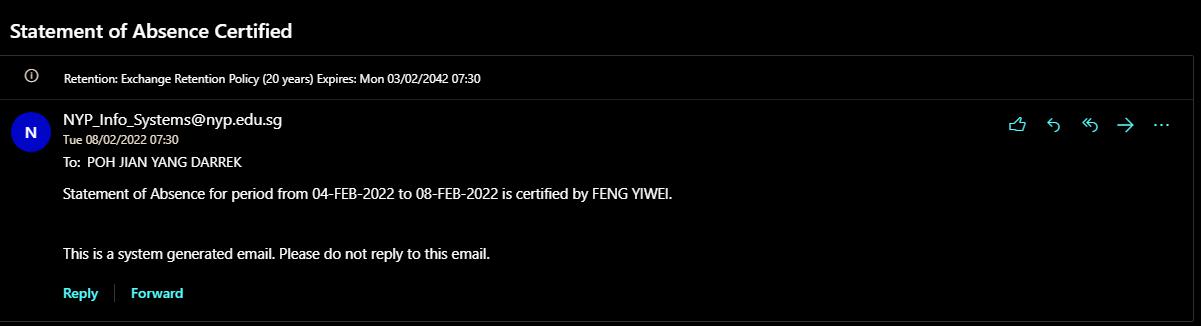 Statement of Absence Certified
Retention: Exchange Retention Policy (20 years) Expires: Mon 03/02/2042 07:30
N
NYP_Info_Systems@nyp.edu.sg
Tue 08/02/2022 07:30
To: POH JIAN YANG DARREK
Statement of Absence for period from 04-FEB-2022 to 08-FEB-2022 is certified by FENG YIWEI.
This is a system generated email. Please do not reply to this email.
Reply Forward